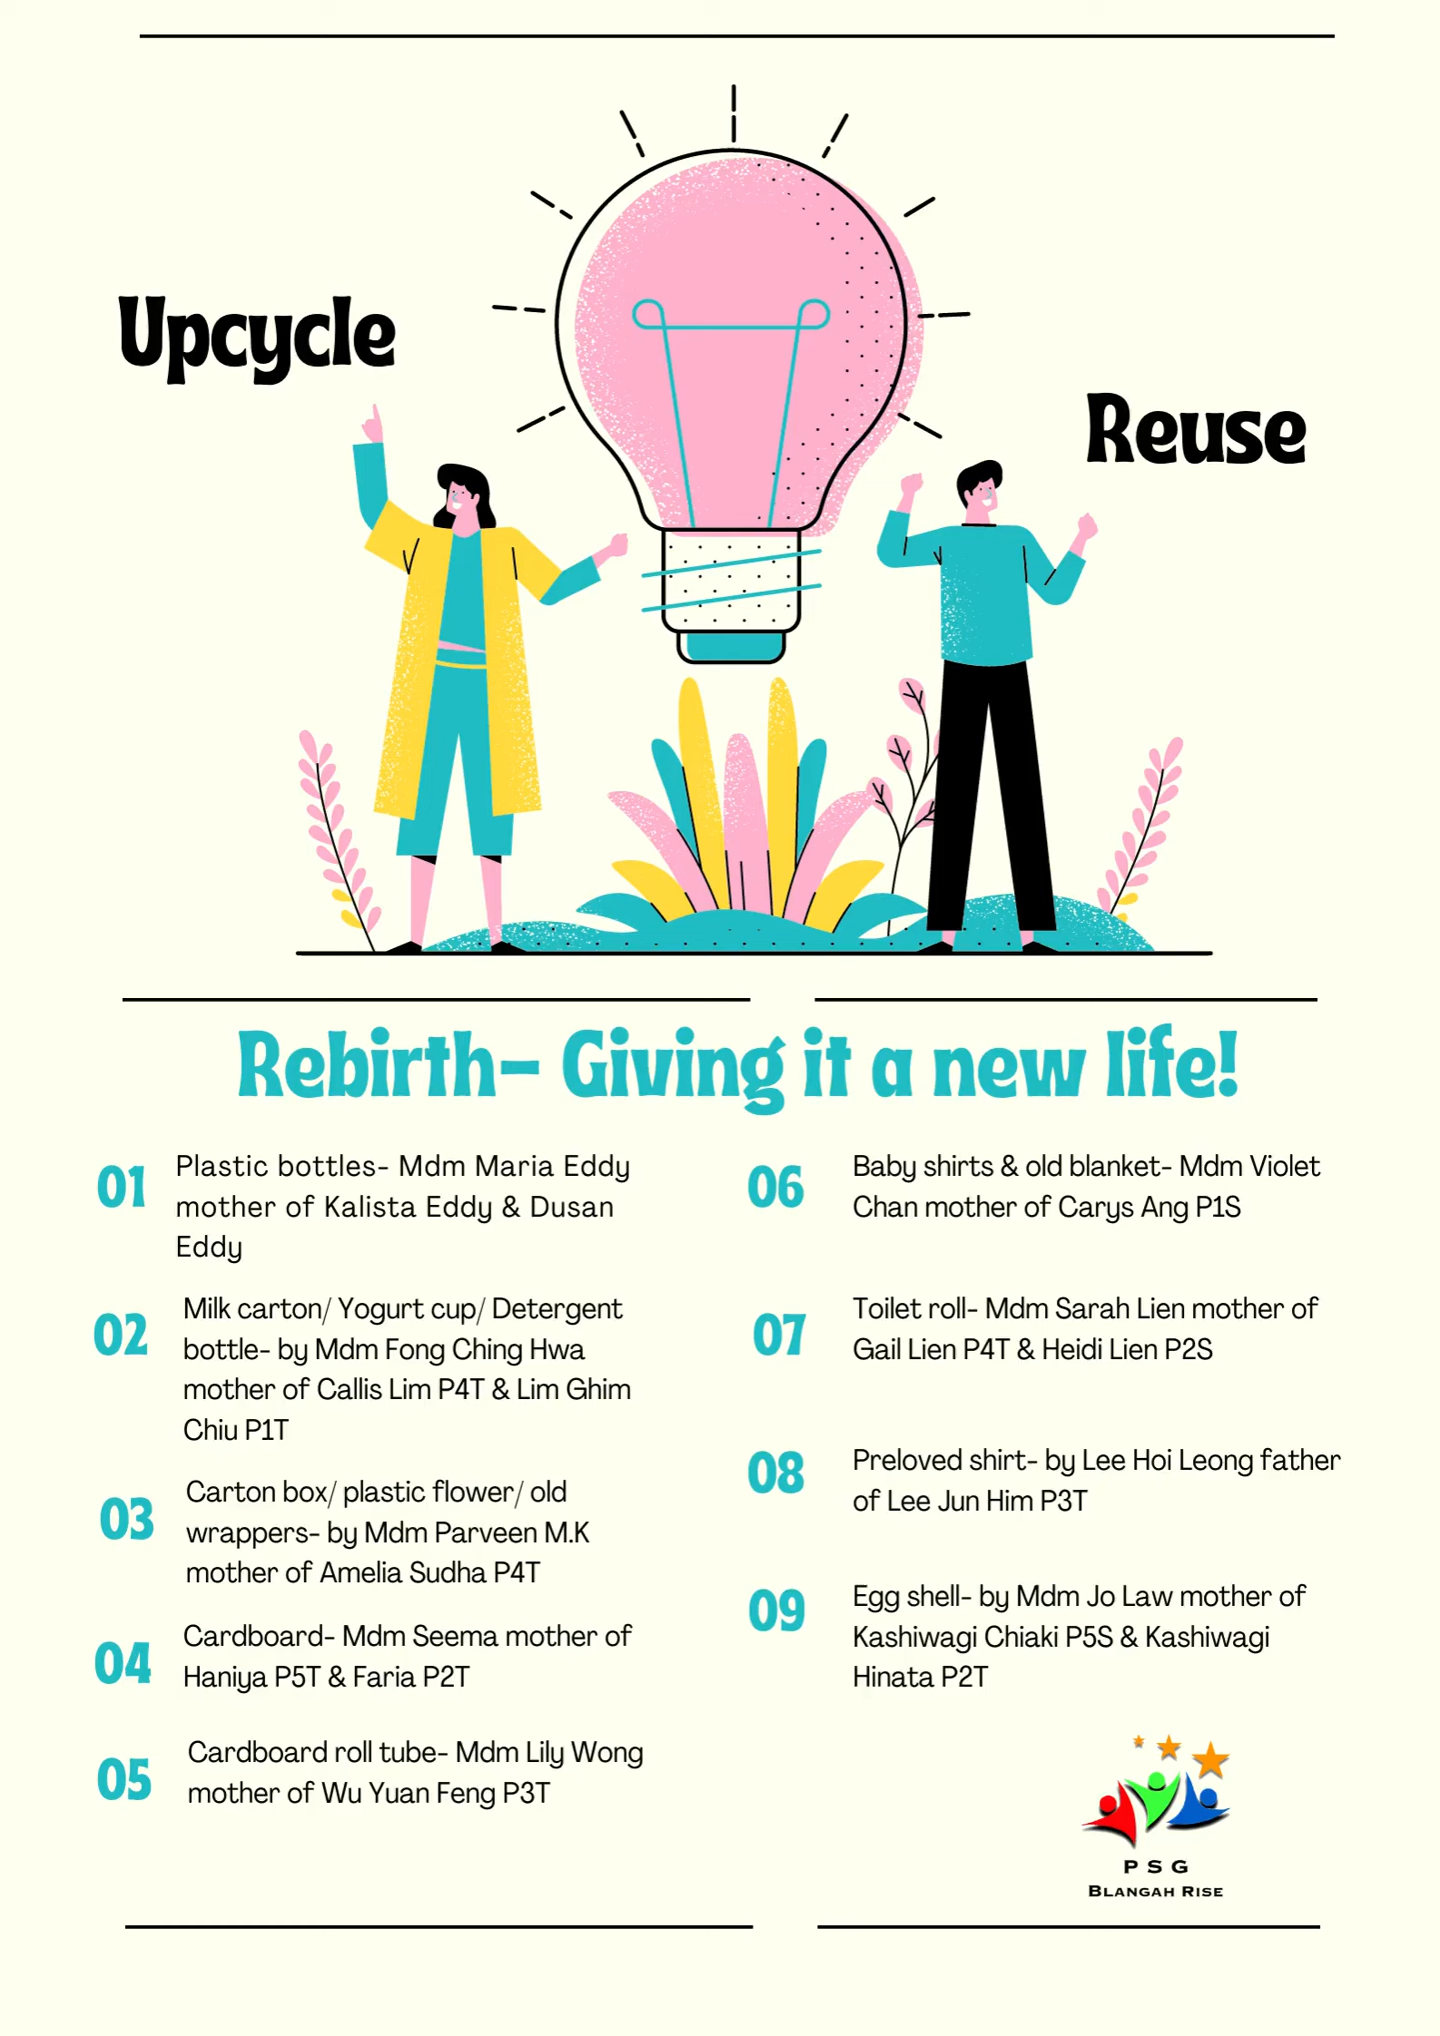 Upcycle
Reuse
Rebirth- Giving it a new life!
01
Plastic bottles- Mdm Maria Eddy
mother of Kalista Eddy & Dusan
Eddy
02
Milk carton/ Yogurt cup/ Detergent
bottle- by Mdm Fong Ching Hwa
mother of Callis Lim P4T & Lim Ghim
Chiu P1T
03
Carton box/ plastic flower/ old
wrappers- by Mdm Parveen M.K
mother of Amelia Sudha P4T
04
Cardboard- Mdm Seema mother of
Haniya P5T & Faria P2T
05
Cardboard roll tube- Mdm Lily Wong
mother of Wu Yuan Feng P3T
06
Baby shirts & old blanket- Mdm Violet
Chan mother of Carys Ang P1S
07
Toilet roll- Mdm Sarah Lien mother of
Gail Lien P4T & Heidi Lien P2S
08
Preloved shirt- by Lee Hoi Leong father
of Lee Jun Him P3T
09
Egg shell- by Mdm Jo Law mother of
Kashiwagi Chiaki P5S & Kashiwagi
Hinata P2T
PSG
BLANGAH RISE